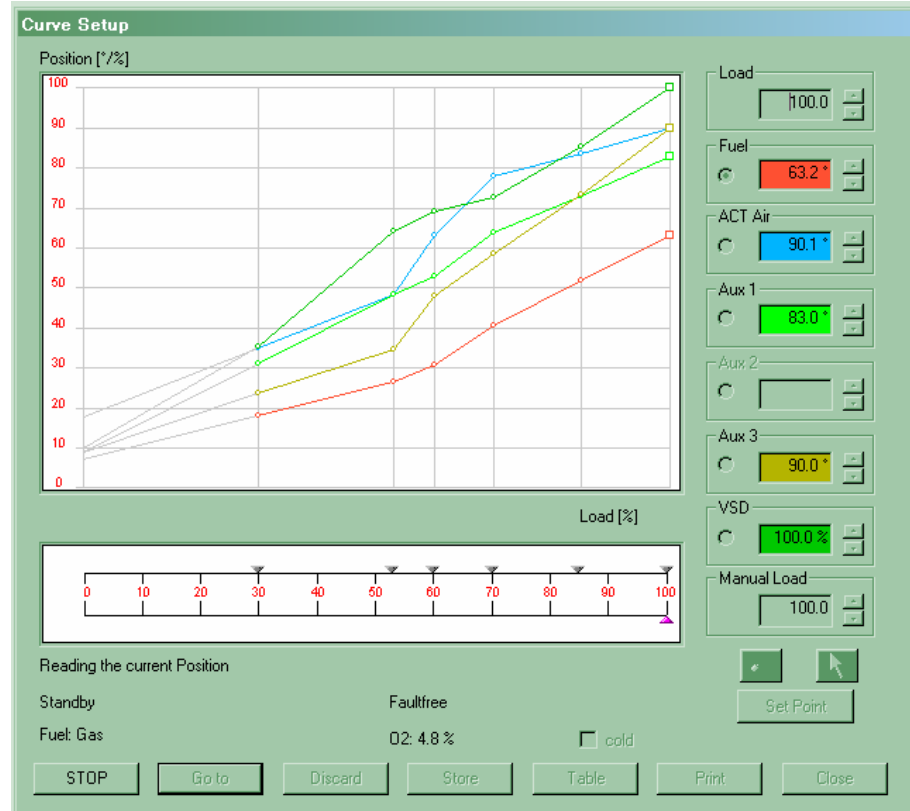 Curve Setup
Position [°/%]
100
90
80
70
60
50
40
30
20
10
0
Load [%]
0 10 20 30 40 50 60 70 80 90 100
Reading the current Position
Standby
Faultfree
Fuel: Gas
O2: 4.8 %
cold
Load
100.0
Fuel
63.2 °
ACT Air
90.1 °
Aux 1
83.0 °
Aux 2
Aux 3
90.0 °
VSD
100.0 %
Manual Load
100.0
Set Point
STOP
Go to
Discard
Store
Table
Print
Close